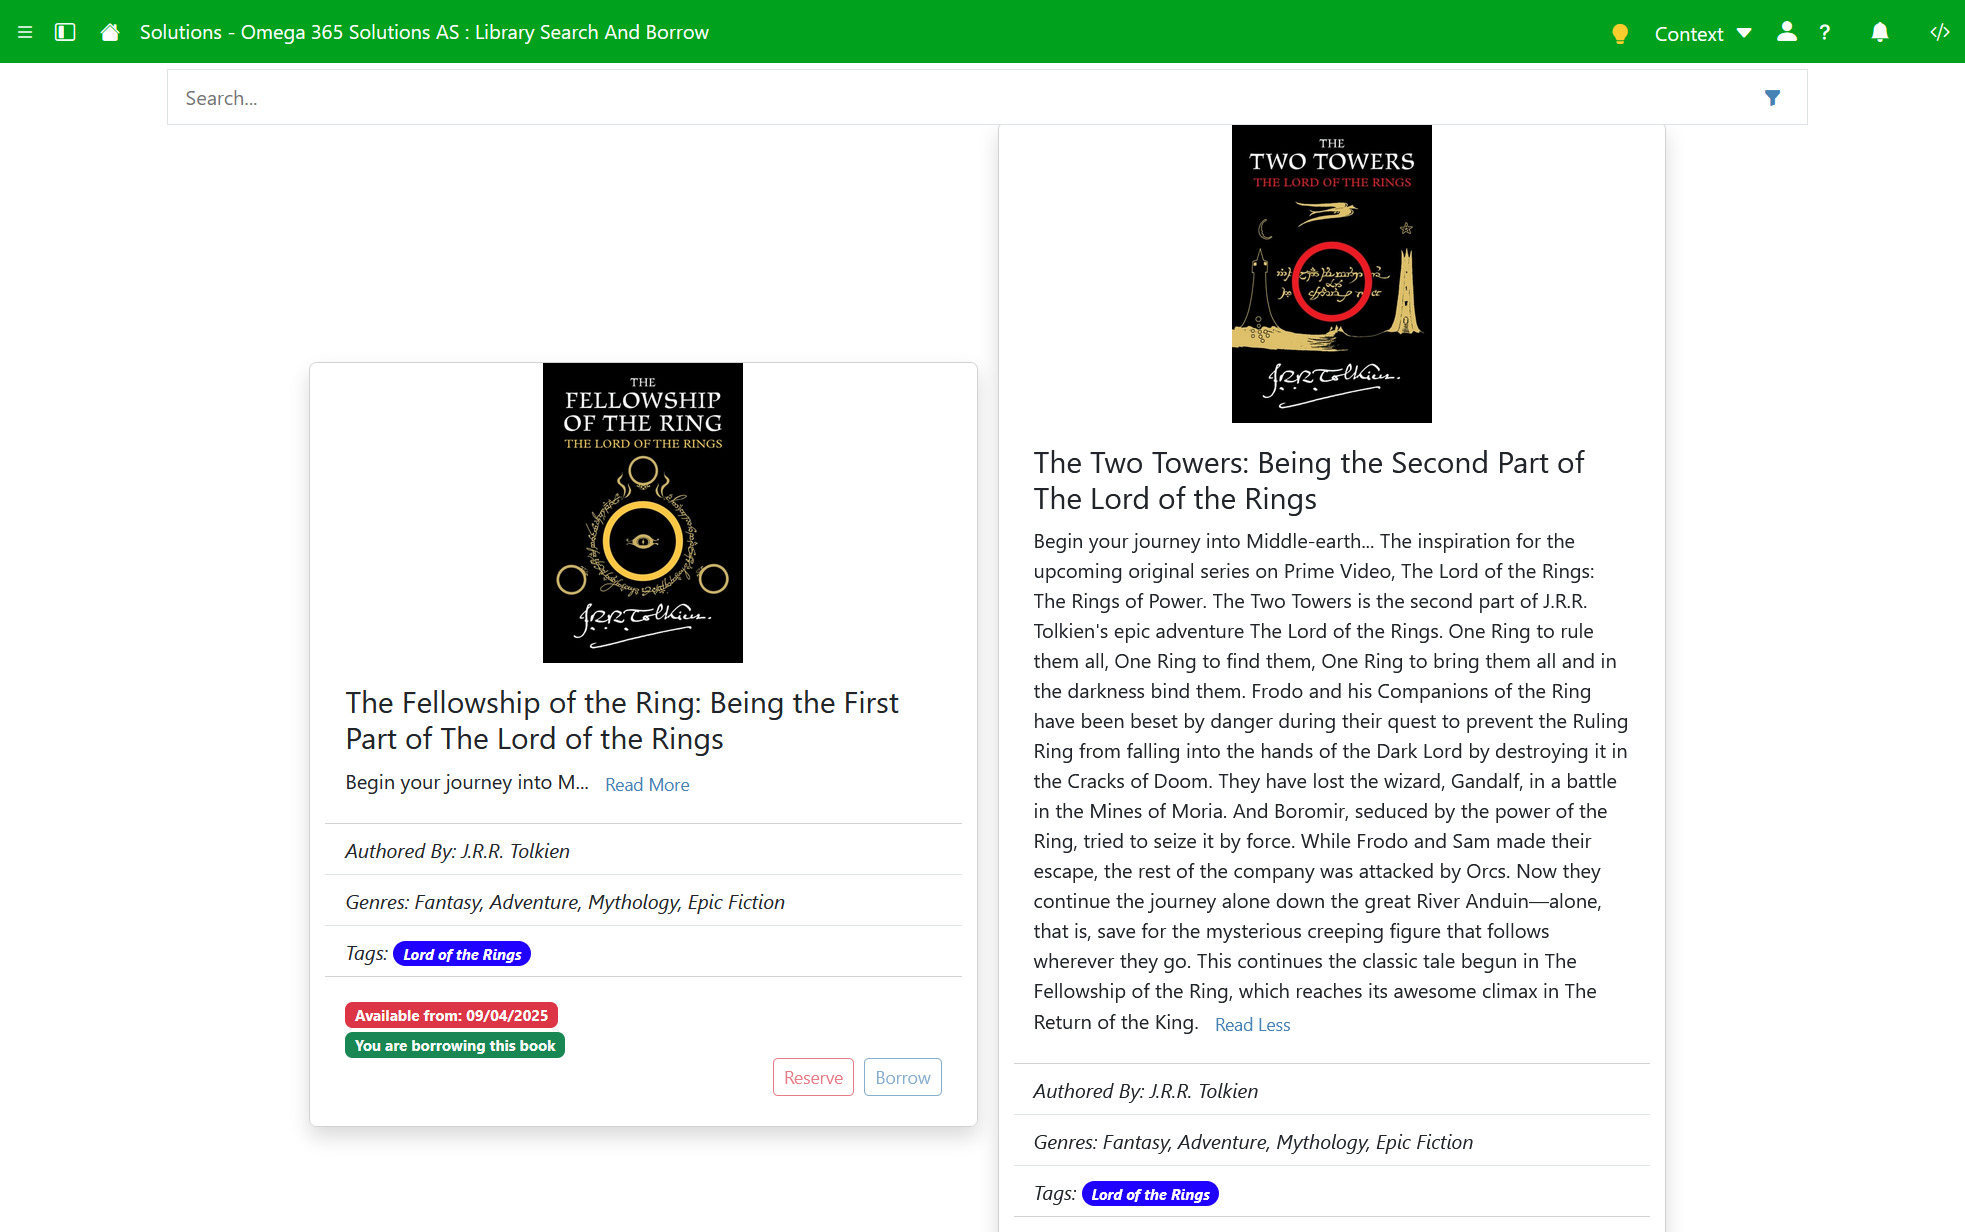 Solutions - Omega 365 Solutions AS : Library Search And Borrow
Context
?
</>
Search...
THE
FELLOWSHIP
OF THE RING
THE LORD OF THE RINGS
J.R.R. Tolkien.
The Fellowship of the Ring: Being the First
Part of The Lord of the Rings
Begin your journey into M... Read More
Authored By: J.R.R. Tolkien
Genres: Fantasy, Adventure, Mythology, Epic Fiction
Tags: Lord of the Rings
Available from: 09/04/2025
You are borrowing this book
Reserve Borrow
THE
TWO TOWERS
THE LORD OF THE RINGS
J.R.R. Tolkien.
The Two Towers: Being the Second Part of
The Lord of the Rings
Begin your journey into Middle-earth... The inspiration for the
upcoming original series on Prime Video, The Lord of the Rings:
The Rings of Power. The Two Towers is the second part of J.R.R.
Tolkien's epic adventure The Lord of the Rings. One Ring to rule
them all, One Ring to find them, One Ring to bring them all and in
the darkness bind them. Frodo and his Companions of the Ring
have been beset by danger during their quest to prevent the Ruling
Ring from falling into the hands of the Dark Lord by destroying it in
the Cracks of Doom. They have lost the wizard, Gandalf, in a battle
in the Mines of Moria. And Boromir, seduced by the power of the
Ring, tried to seize it by force. While Frodo and Sam made their
escape, the rest of the company was attacked by Orcs. Now they
continue the journey alone down the great River Anduin—alone,
that is, save for the mysterious creeping figure that follows
wherever they go. This continues the classic tale begun in The
Fellowship of the Ring, which reaches its awesome climax in The
Return of the King. Read Less
Authored By: J.R.R. Tolkien
Genres: Fantasy, Adventure, Mythology, Epic Fiction
Tags: Lord of the Rings